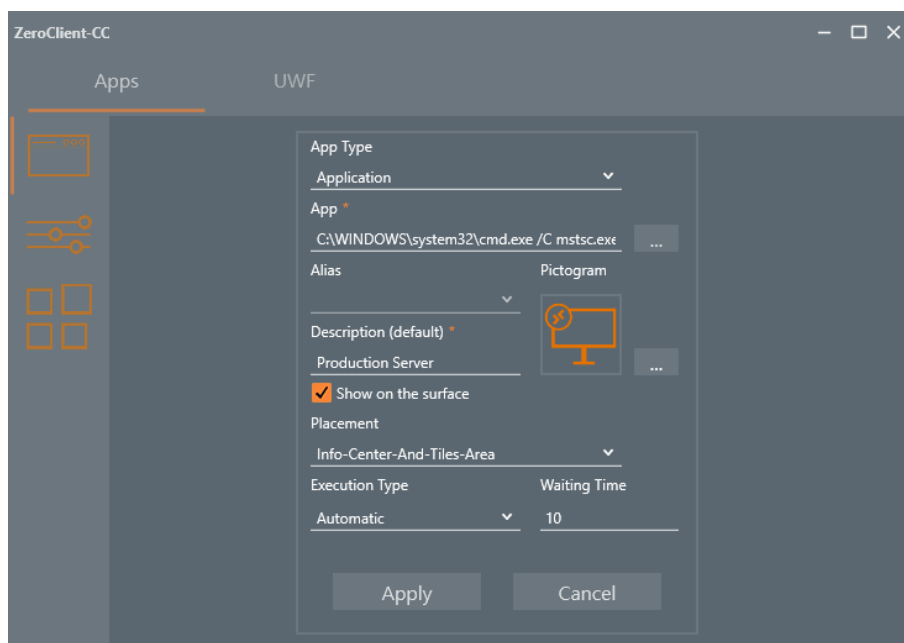 ZeroClient-CC
Apps
UWF
App Type
Application
App *
C:\WINDOWS\system32\cmd.exe /C mstsc.exe
...
Alias
Pictogram
Description (default) *
Production Server
...
Show on the surface
Placement
Info-Center-And-Tiles-Area
Execution Type
Waiting Time
Automatic
10
Apply
Cancel